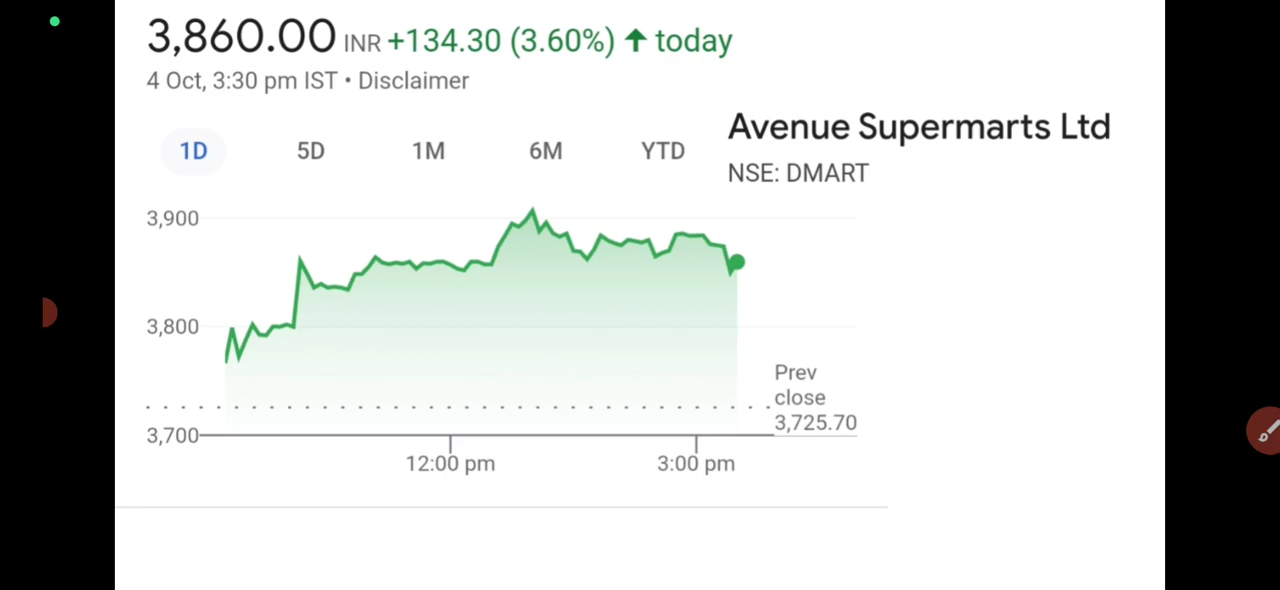 3,860.00 INR +134.30 (3.60%) ↑ today
4 Oct, 3:30 pm IST • Disclaimer
Avenue Supermarts Ltd
NSE: DMART
1D 5D 1M 6M YTD
3,900
3,800
3,700
Prev
close
3,725.70
12:00 pm 3:00 pm